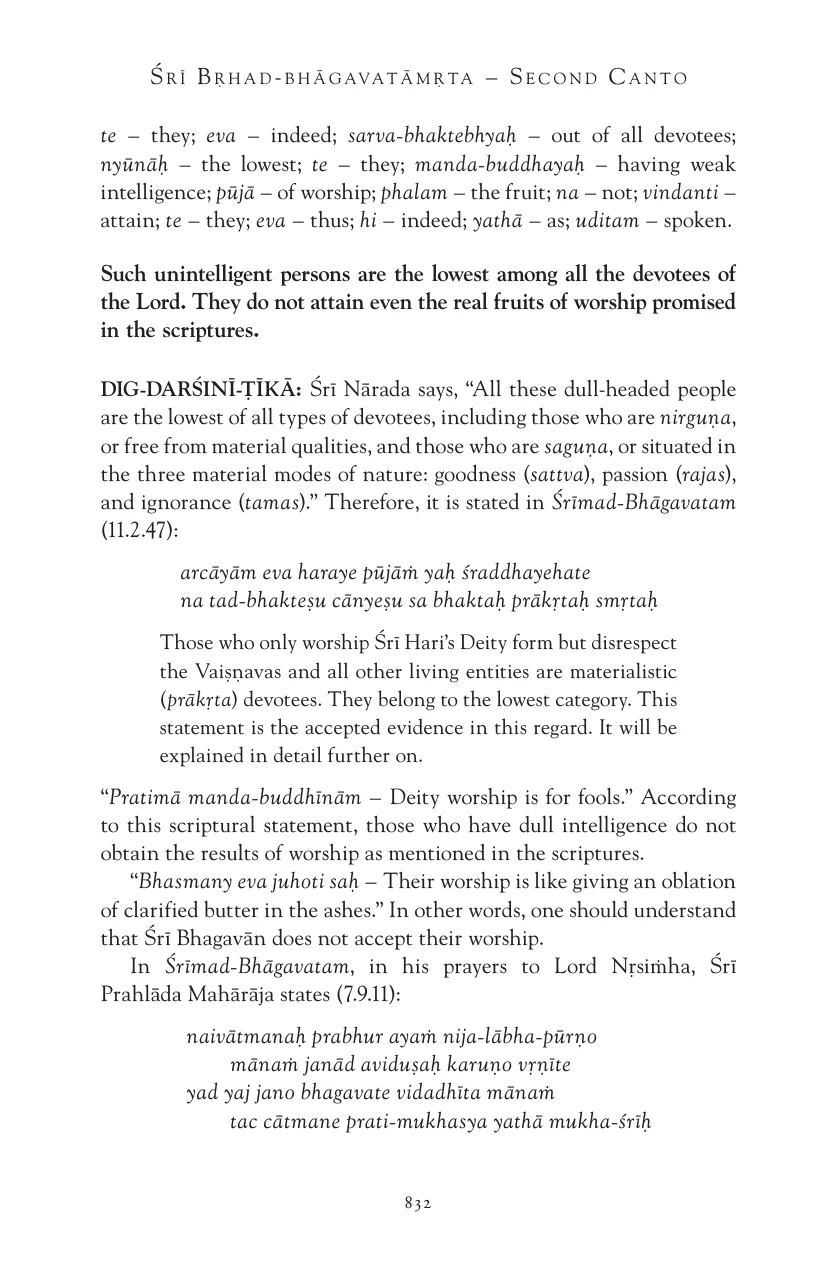 ŚRĪ BṚHAD-BHĀGAVATĀMṚTA – SECOND CANTO
te – they; eva – indeed; sarva-bhaktebhyaḥ – out of all devotees;
nyūnāḥ – the lowest; te – they; manda-buddhayaḥ – having weak
intelligence; pūjā – of worship; phalam – the fruit; na – not; vindanti –
attain; te – they; eva – thus; hi – indeed; yathā – as; uditam – spoken.
Such unintelligent persons are the lowest among all the devotees of
the Lord. They do not attain even the real fruits of worship promised
in the scriptures.
DIG-DARŚINĪ-ṬĪKĀ: Śrī Nārada says, “All these dull-headed people
are the lowest of all types of devotees, including those who are nirguṇa,
or free from material qualities, and those who are saguṇa, or situated in
the three material modes of nature: goodness (sattva), passion (rajas),
and ignorance (tamas).” Therefore, it is stated in Śrīmad-Bhāgavatam
(11.2.47):
arcāyām eva haraye pūjāṁ yaḥ śraddhayehate
na tad-bhakteṣu cānyeṣu sa bhaktaḥ prākṛtaḥ smṛtaḥ
Those who only worship Śrī Hari’s Deity form but disrespect
the Vaiṣṇavas and all other living entities are materialistic
(prākṛta) devotees. They belong to the lowest category. This
statement is the accepted evidence in this regard. It will be
explained in detail further on.
“Pratimā manda-buddhīnām – Deity worship is for fools.” According
to this scriptural statement, those who have dull intelligence do not
obtain the results of worship as mentioned in the scriptures.
“Bhasmany eva juhoti saḥ – Their worship is like giving an oblation
of clarified butter in the ashes.” In other words, one should understand
that Śrī Bhagavān does not accept their worship.
In Śrīmad-Bhāgavatam, in his prayers to Lord Nṛsiṁha, Śrī
Prahlāda Mahārāja states (7.9.11):
naivātmanaḥ prabhur ayaṁ nija-lābha-pūrṇo
mānaṁ janād aviduṣaḥ karuṇo vṛṇīte
yad yaj jano bhagavate vidadhīta mānaṁ
tac cātmane prati-mukhasya yathā mukha-śrīḥ
832